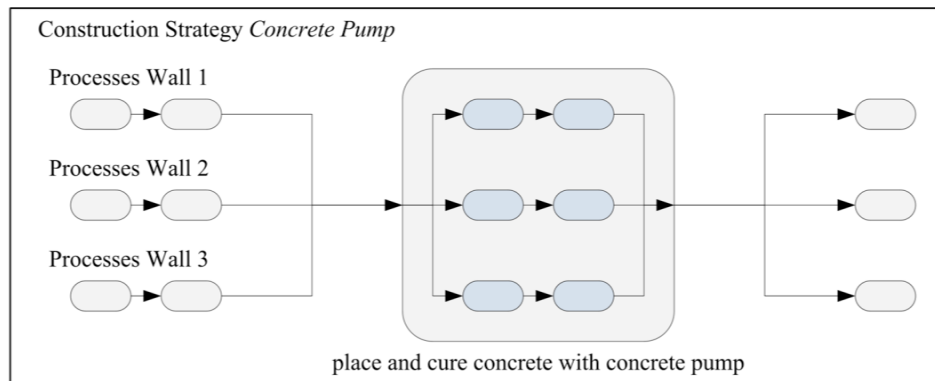 Construction Strategy Concrete Pump
Processes Wall 1
Processes Wall 2
Processes Wall 3
place and cure concrete with concrete pump